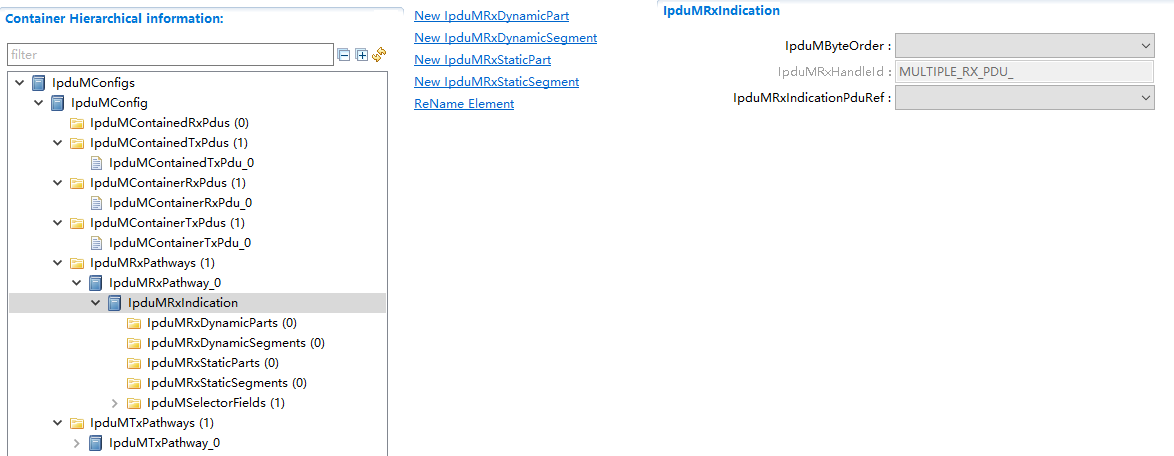 Container Hierarchical information:
filter
IpduMConfigs
IpduMConfig
IpduMContainedRxPdus (0)
IpduMContainedTxPdus (1)
IpduMContainedTxPdu_0
IpduMContainerRxPdus (1)
IpduMContainerRxPdu_0
IpduMContainerTxPdus (1)
IpduMContainerTxPdu_0
IpduMRxPathways (1)
IpduMRxPathway_0
IpduMRxIndication
IpduMRxDynamicParts (0)
IpduMRxDynamicSegments (0)
IpduMRxStaticParts (0)
IpduMRxStaticSegments (0)
IpduMSelectorFields (1)
IpduMTxPathways (1)
IpduMTxPathway_0
New IpduMRxDynamicPart
New IpduMRxDynamicSegment
New IpduMRxStaticPart
New IpduMRxStaticSegment
ReName Element
IpduMRxIndication
IpduMByteOrder :
IpduMRxHandleId : MULTIPLE_RX_PDU_
IpduMRxIndicationPduRef :